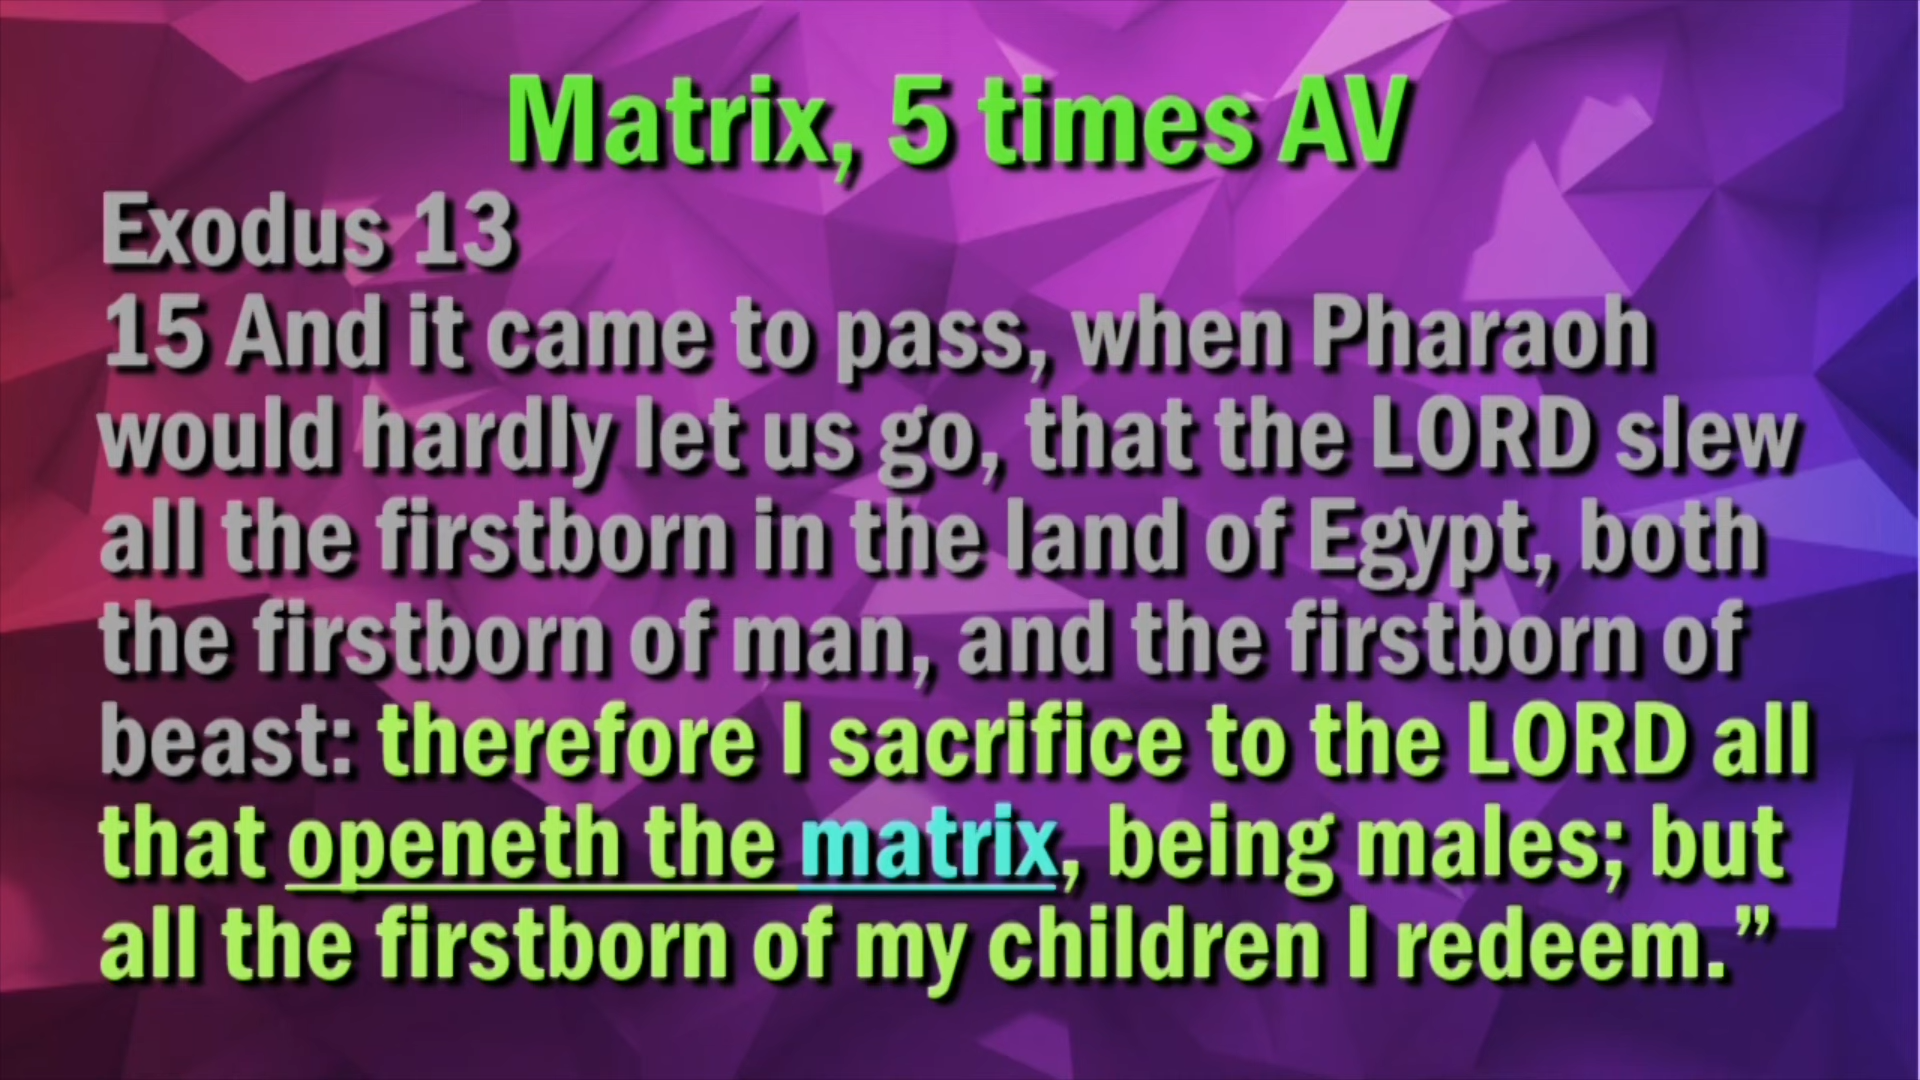 Matrix, 5 times AV
Exodus 13
15 And it came to pass, when Pharaoh
would hardly let us go, that the LORD slew
all the firstborn in the land of Egypt, both
the firstborn of man, and the firstborn of
beast: therefore I sacrifice to the LORD all
that openeth the matrix, being males; but
all the firstborn of my children I redeem.”